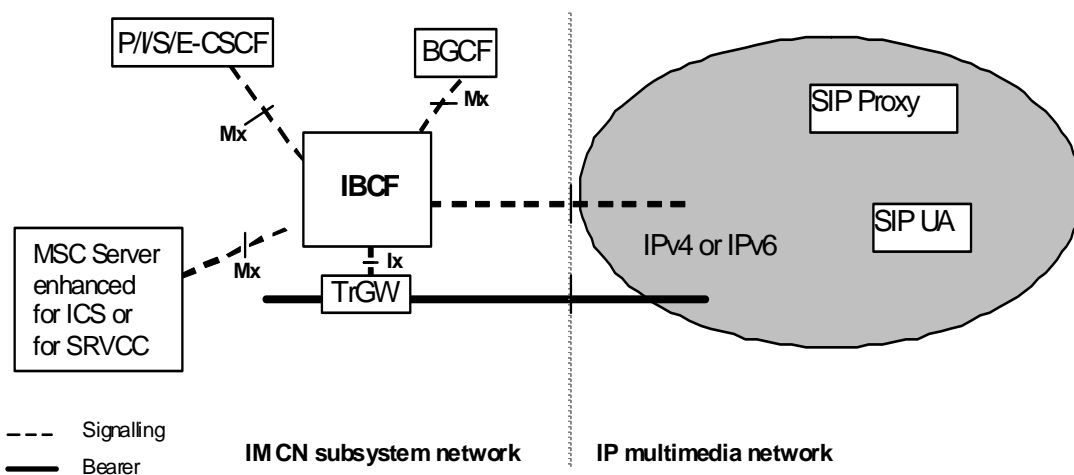 P/I/S/E-CSCF
BGCF
Mx
Mx
SIP Proxy
IBCF
SIP UA
IPv4 or IPv6
MSC Server
enhanced
for ICS or
for SRVCC
Mx
Ix
TrGW
Signalling
Bearer
IM CN subsystem network
IP multimedia network